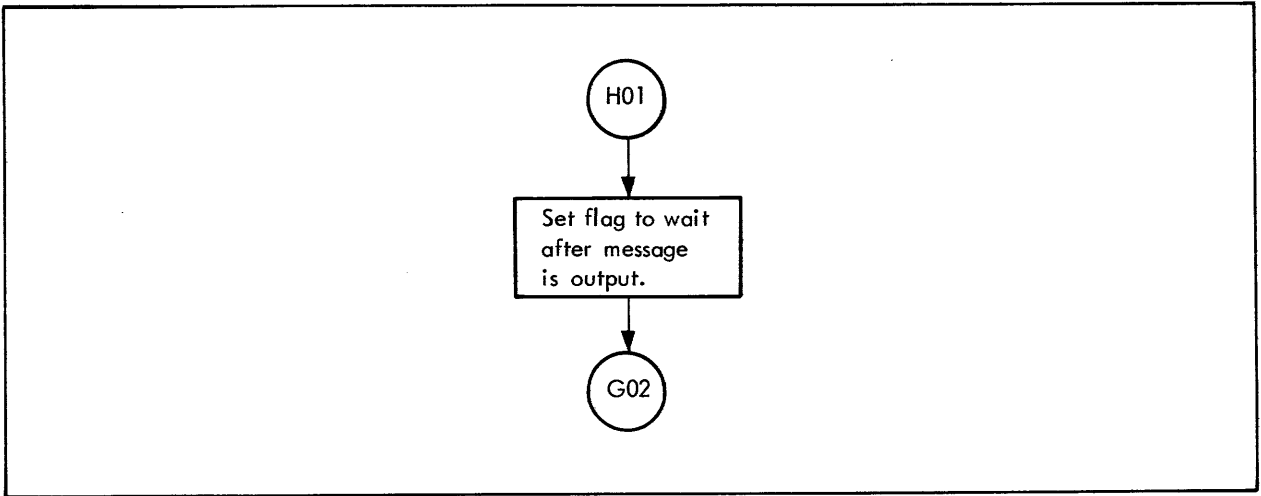 H01
Set flag to wait
after message
is output.
G02